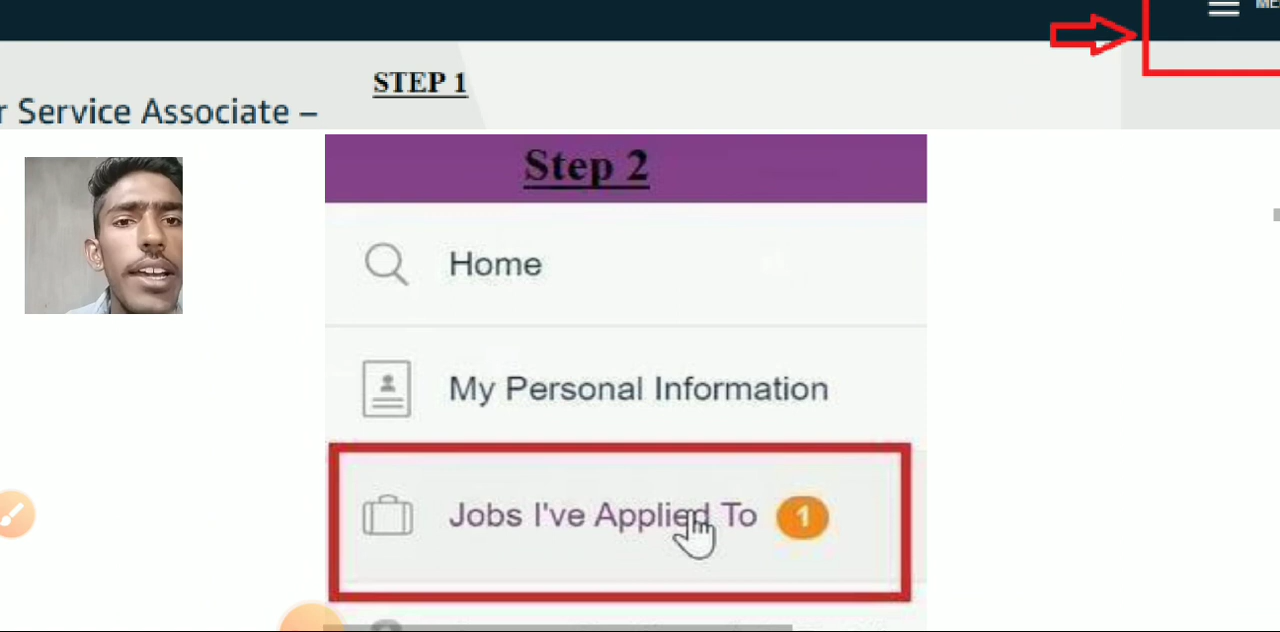 STEP 1
r Service Associate –
Step 2
Home
My Personal Information
Jobs I've Applied To 1